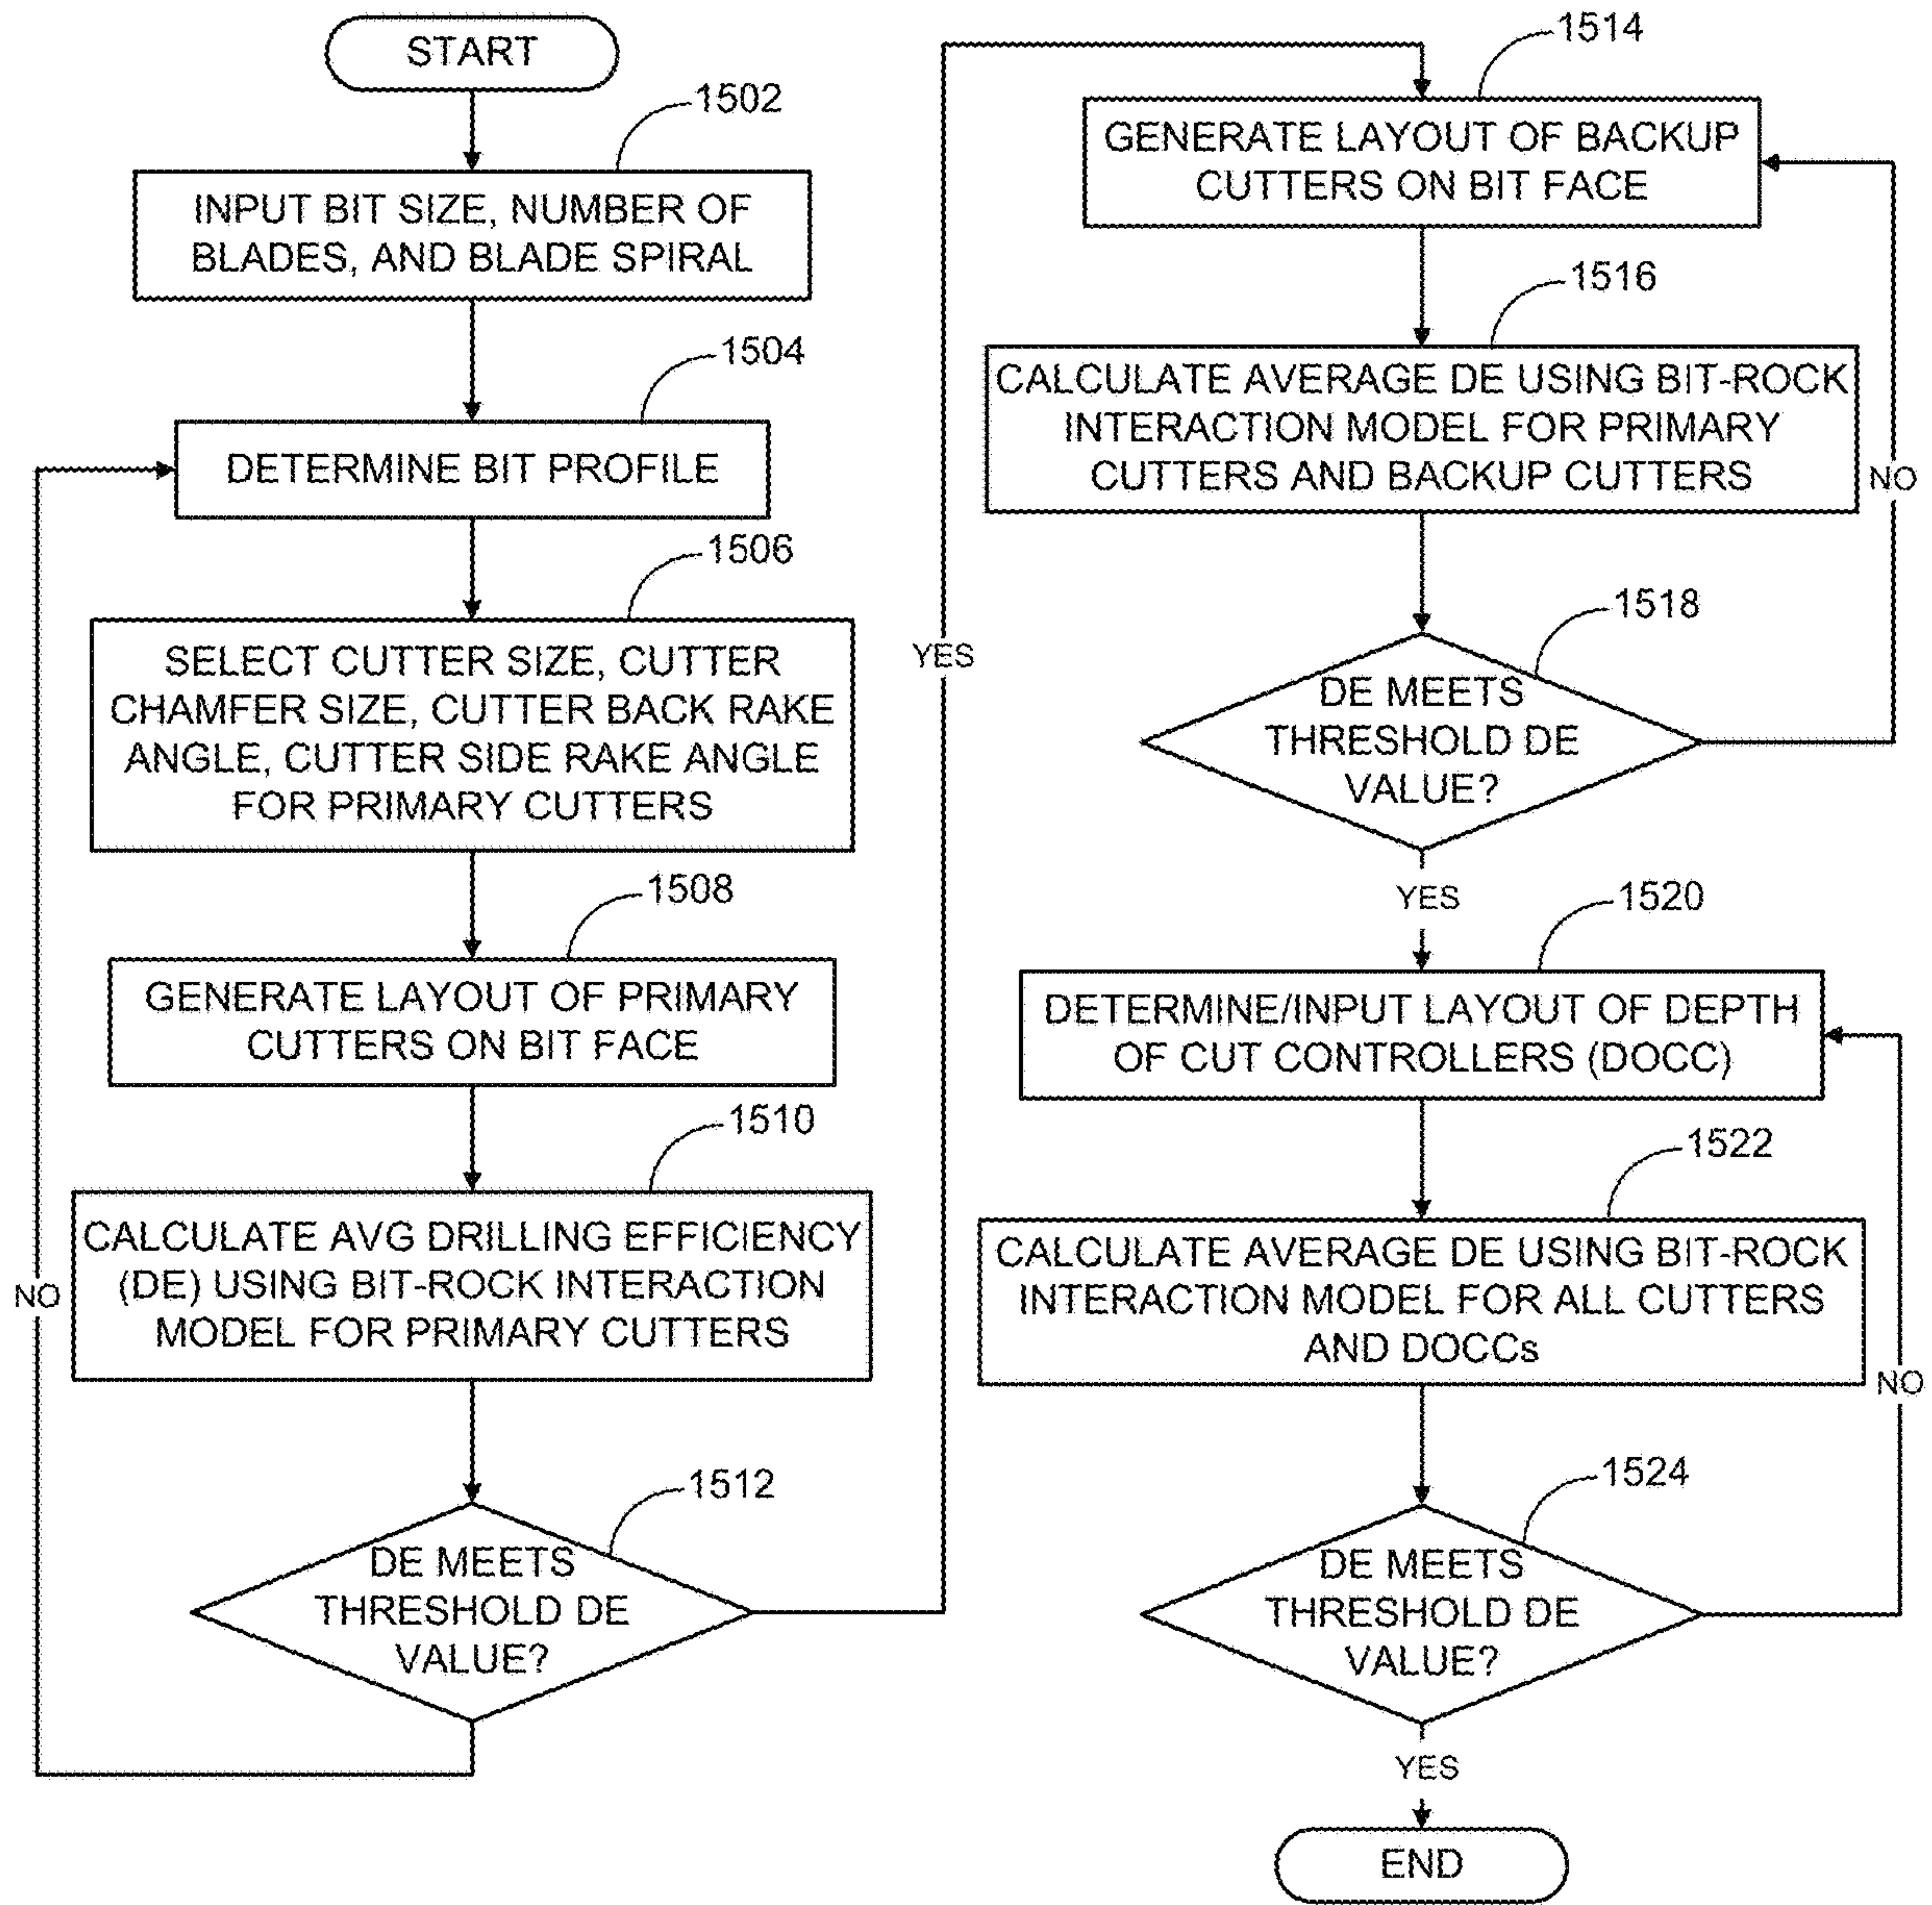 START
1502
INPUT BIT SIZE, NUMBER OF
BLADES, AND BLADE SPIRAL
1504
DETERMINE BIT PROFILE
1506
SELECT CUTTER SIZE, CUTTER
CHAMFER SIZE, CUTTER BACK RAKE
ANGLE, CUTTER SIDE RAKE ANGLE
FOR PRIMARY CUTTERS
1508
GENERATE LAYOUT OF PRIMARY
CUTTERS ON BIT FACE
1510
CALCULATE AVG DRILLING EFFICIENCY
(DE) USING BIT-ROCK INTERACTION
MODEL FOR PRIMARY CUTTERS
NO
1512
DE MEETS
THRESHOLD DE
VALUE?
YES
1514
GENERATE LAYOUT OF BACKUP
CUTTERS ON BIT FACE
1516
CALCULATE AVERAGE DE USING BIT-ROCK
INTERACTION MODEL FOR PRIMARY
CUTTERS AND BACKUP CUTTERS
NO
1518
DE MEETS
THRESHOLD DE
VALUE?
YES
1520
DETERMINE/INPUT LAYOUT OF DEPTH
OF CUT CONTROLLERS (DOCC)
1522
CALCULATE AVERAGE DE USING BIT-ROCK
INTERACTION MODEL FOR ALL CUTTERS
AND DOCCs
NO
1524
DE MEETS
THRESHOLD DE
VALUE?
YES
END